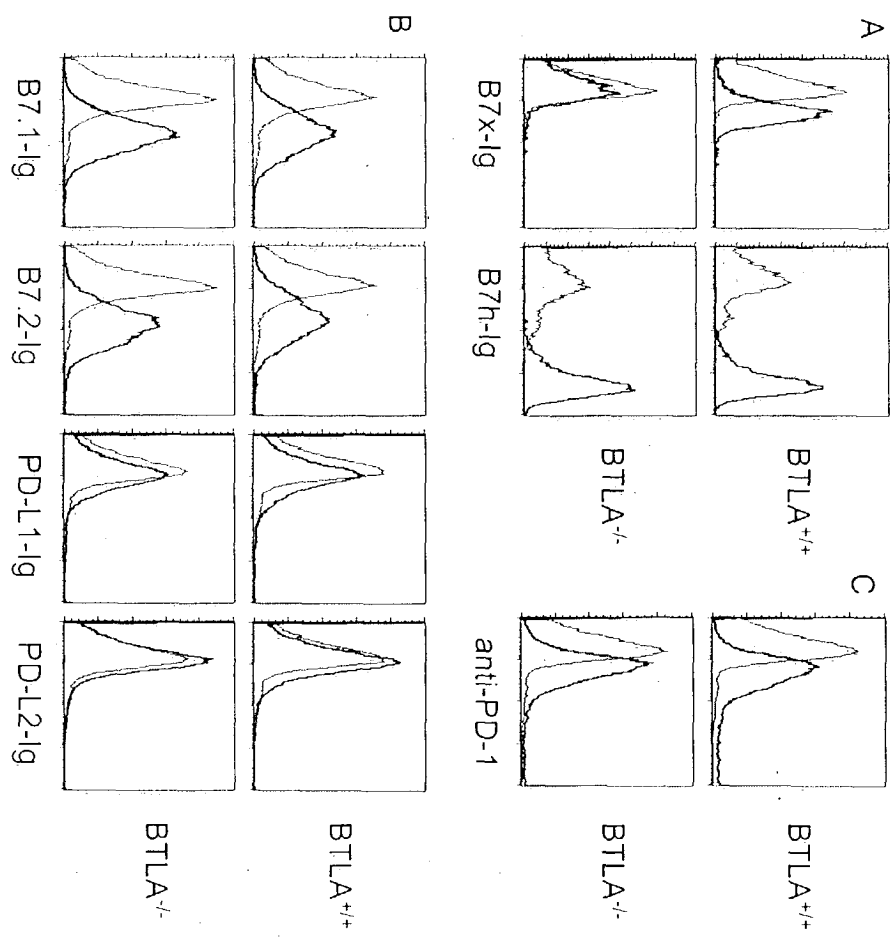 A
BTLA+/+
BTLA-/-
B7x-Ig
B7h-Ig
C
BTLA+/+
BTLA-/-
anti-PD-1
B
BTLA+/+
BTLA-/-
B7.1-Ig
B7.2-Ig
PD-L1-Ig
PD-L2-Ig